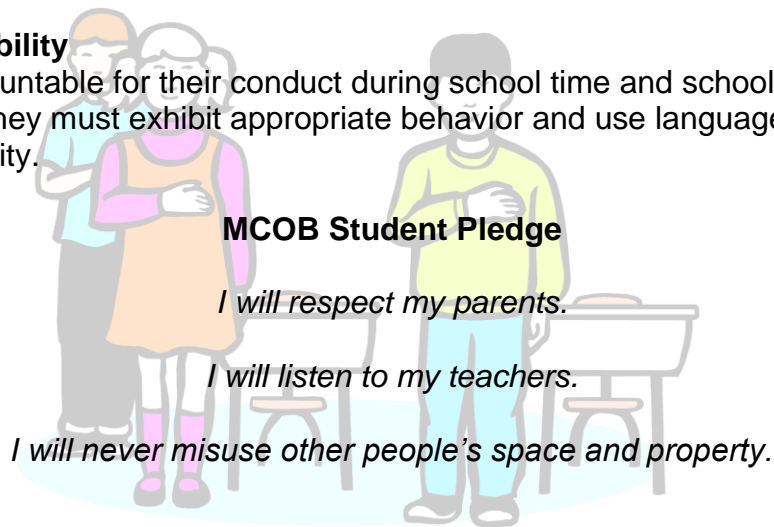 bility
untable for their conduct during school time and school
hey must exhibit appropriate behavior and use language
ity.
MCOB Student Pledge
I will respect my parents.
I will listen to my teachers.
I will never misuse other people’s space and property.